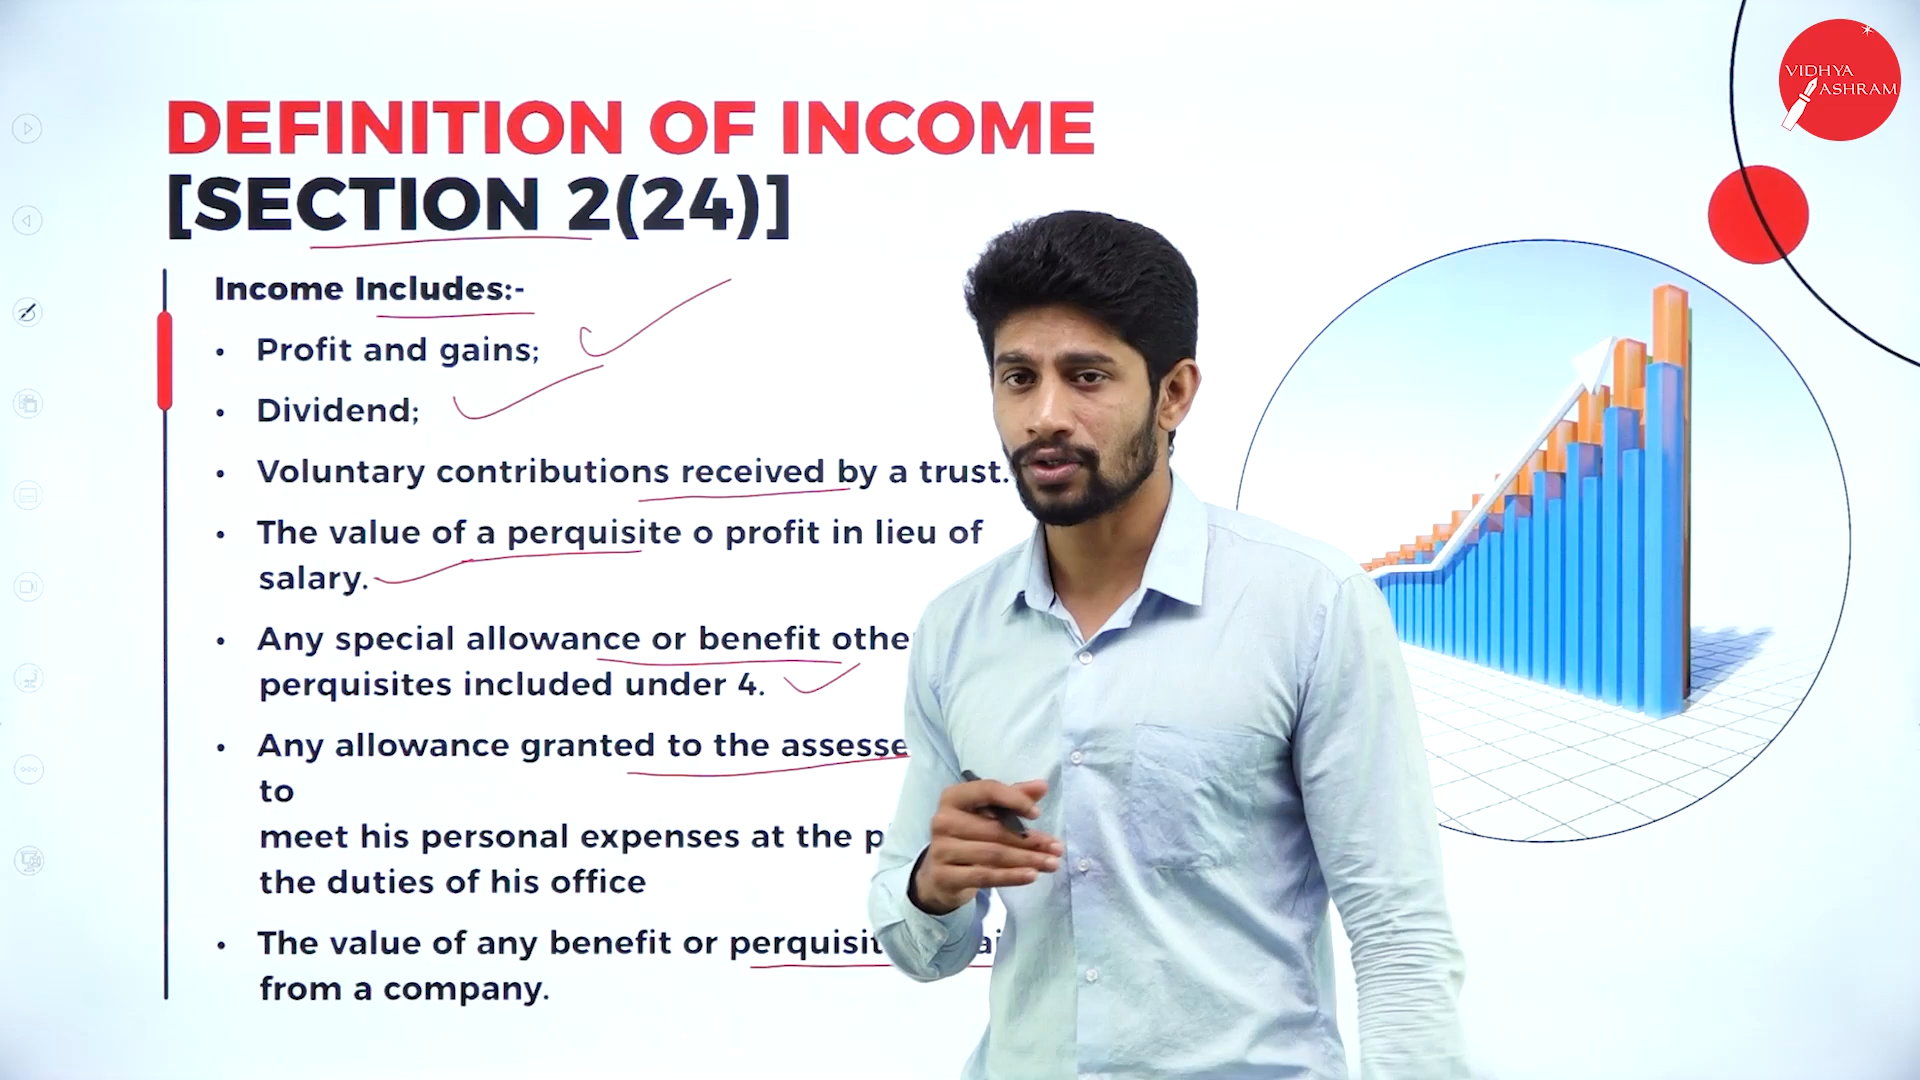 VIDHYA
ASHRAM
DEFINITION OF INCOME
[SECTION 2(24)]
Income Includes:-
• Profit and gains;
• Dividend;
• Voluntary contributions received by a trust.
• The value of a perquisite o profit in lieu of
salary.
• Any special allowance or benefit
perquisites included under 4.
• Any allowance granted to the
to
meet his personal expenses at the
the duties of his office
• The value of any benefit or
from a company.